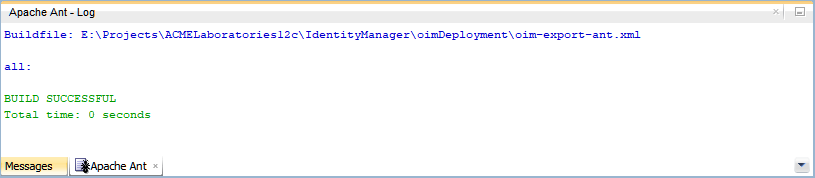 Apache Ant - Log
Buildfile: E:\Projects\ACMELaboratories12c\IdentityManager\oimDeployment\oim-export-ant.xml
all:
BUILD SUCCESSFUL
Total time: 0 seconds
Messages
Apache Ant